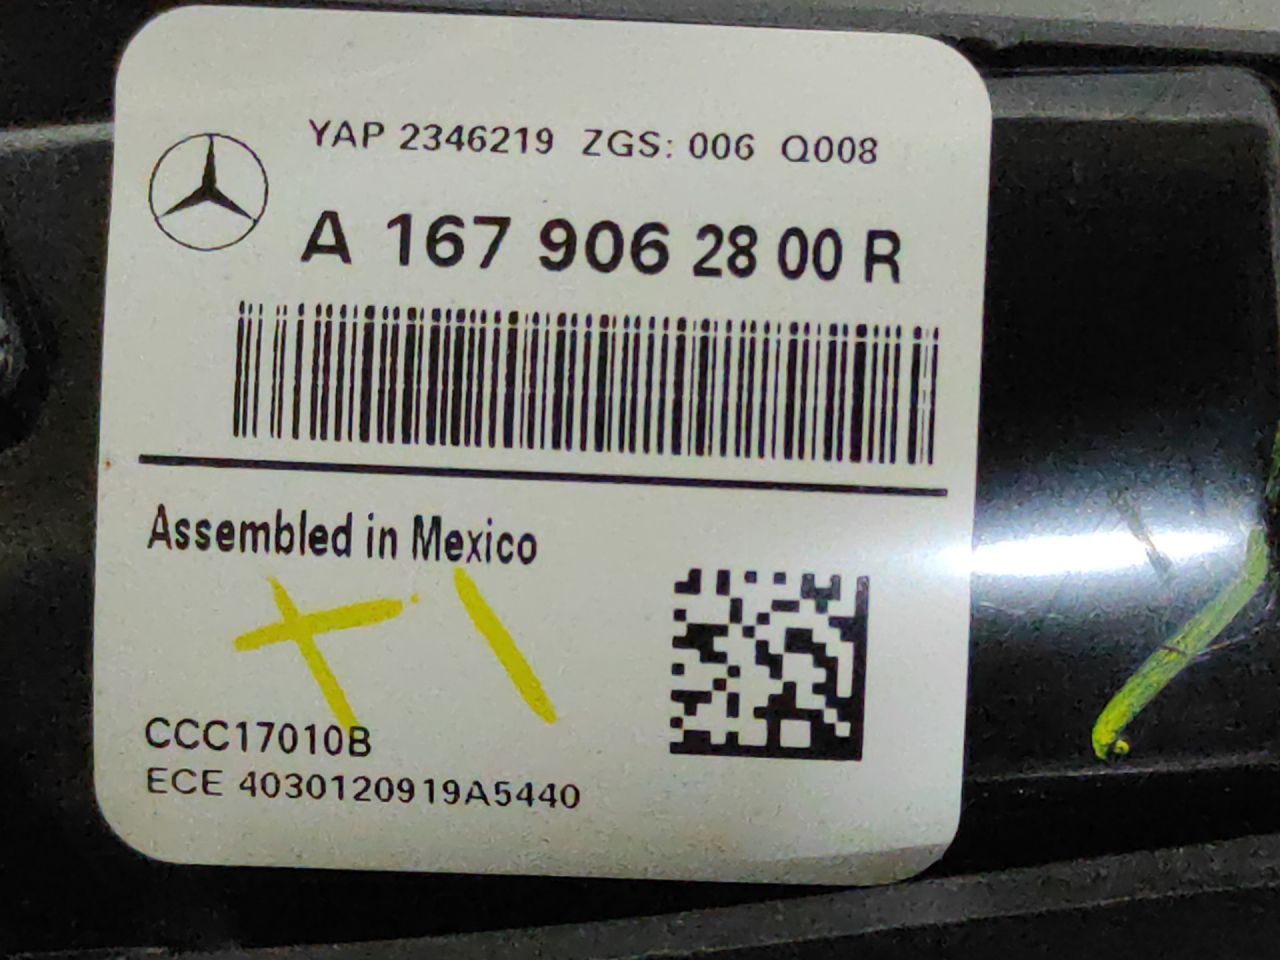 YAP 2346219 ZGS: 006 Q008
A 167 906 28 00 R
Assembled in Mexico
CCC17010B
ECE 4030120919A5440